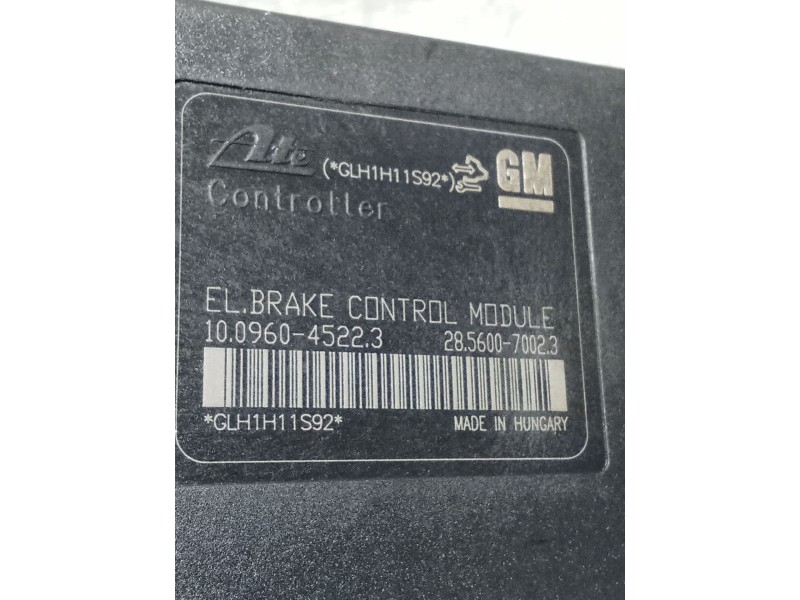 Ate (*GLH1H11S92*) GM
Controller
EL.BRAKE CONTROL MODULE
10.0960-4522.3 28.5600-7002.3
*GLH1H11S92* MADE IN HUNGARY